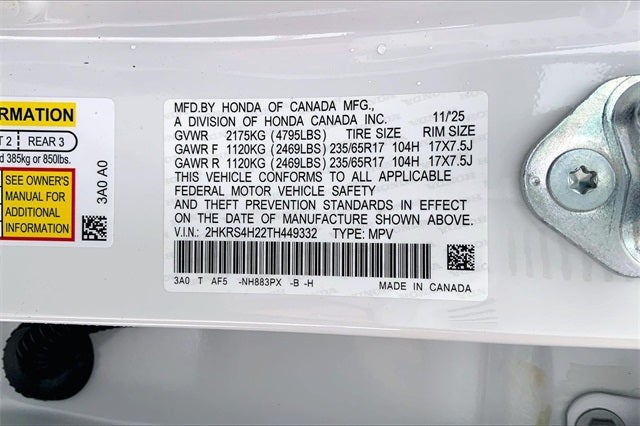 ORMATION
T 2 | REAR 3
d 385kg or 850lbs.
SEE OWNER'S
MANUAL FOR
ADDITIONAL
INFORMATION
3A0 A0
MFD.BY HONDA OF CANADA MFG.,
A DIVISION OF HONDA CANADA INC. 11/25
GVWR 2175KG (4795LBS) TIRE SIZE RIM SIZE
GAWR F 1120KG (2469LBS) 235/65R17 104H 17X7.5J
GAWR R 1120KG (2469LBS) 235/65R17 104H 17X7.5J
THIS VEHICLE CONFORMS TO ALL APPLICABLE
FEDERAL MOTOR VEHICLE SAFETY
AND THEFT PREVENTION STANDARDS IN EFFECT
ON THE DATE OF MANUFACTURE SHOWN ABOVE.
V.I.N.: 2HKRS4H22TH449332 TYPE: MPV
3A0 T AF5 -NH883PX -B -H
MADE IN CANADA